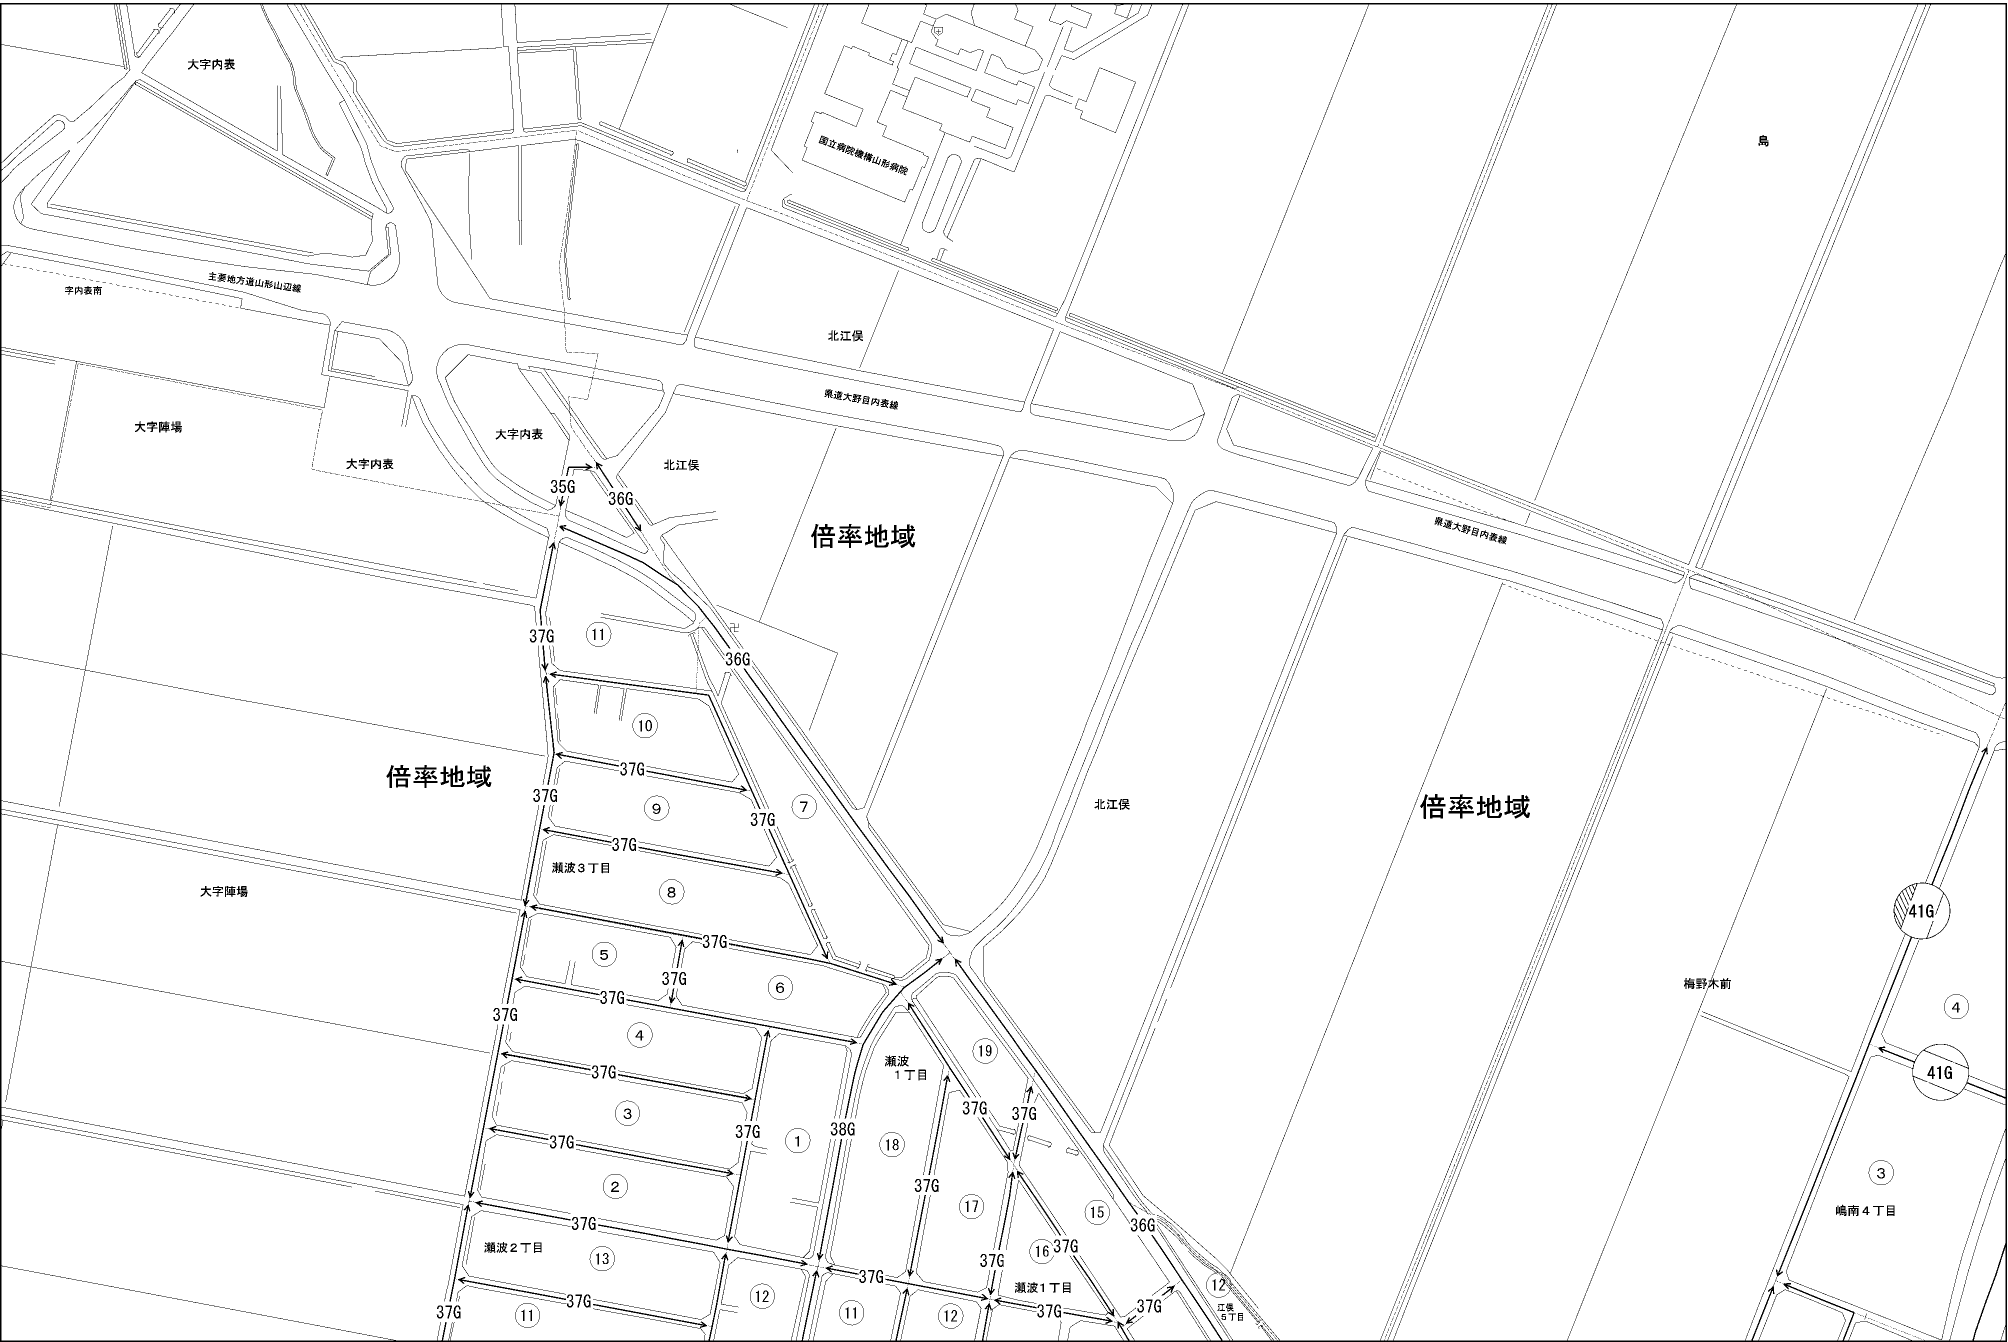 大字内表
島
国立病院機構山形病院
主要地方道山形山辺線
字内表南
北江俣
県道大野目内表線
大字陣場
大字内表
大字内表
北江俣
35G
36G
倍率地域
県道大野目内表線
37G
11
卍
36G
10
倍率地域
37G
37G
9
7
37G
北江俣
倍率地域
37G
瀬波3丁目
大字陣場
8
41G
5
37G
37G
6
梅野木前
37G
4
37G
4
19
瀬波
1丁目
37G
41G
3
37G
37G
37G
38G
1
18
37G
3
2
37G
17
15
嶋南4丁目
37G
36G
瀬波2丁目
13
37G
16
37G
37G
瀬波1丁目
12
江俣
5丁目
37G
37G
11
12
11
12
37G
37G